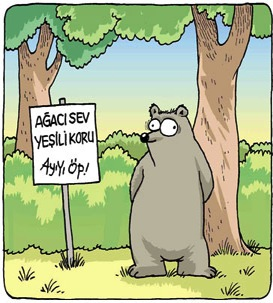 AĞACI SEV
YEŞİLİ KORU
Ayıyı Öp!